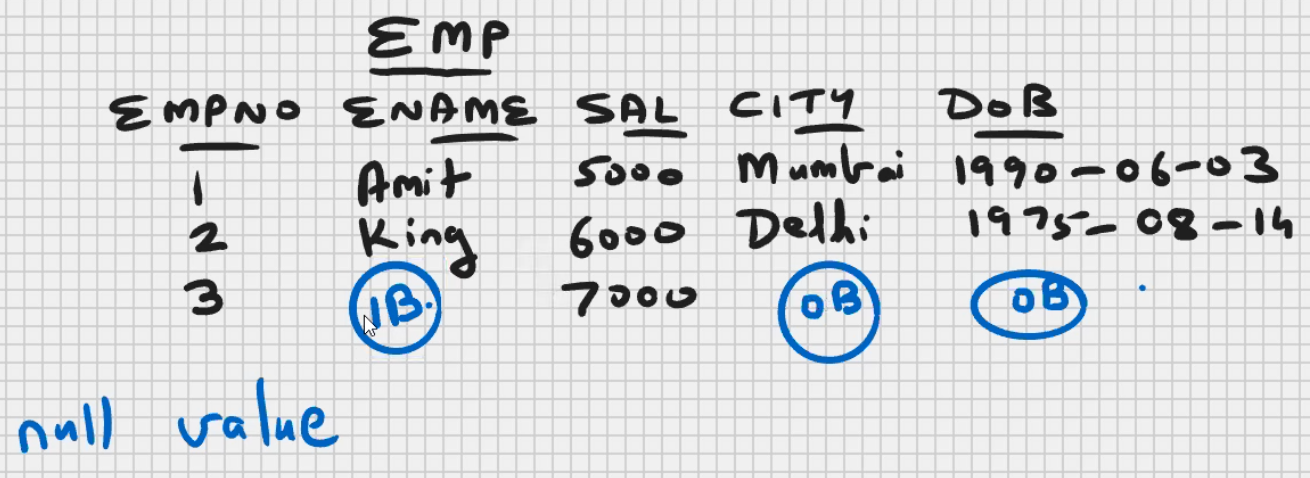 EMP
EMPNO ENAME SAL CITY DOB
1 Amit 5000 Mumbai 1990-06-03
2 King 6000 Delhi 1975-08-14
3 1B. 7000 0B 0B
null value